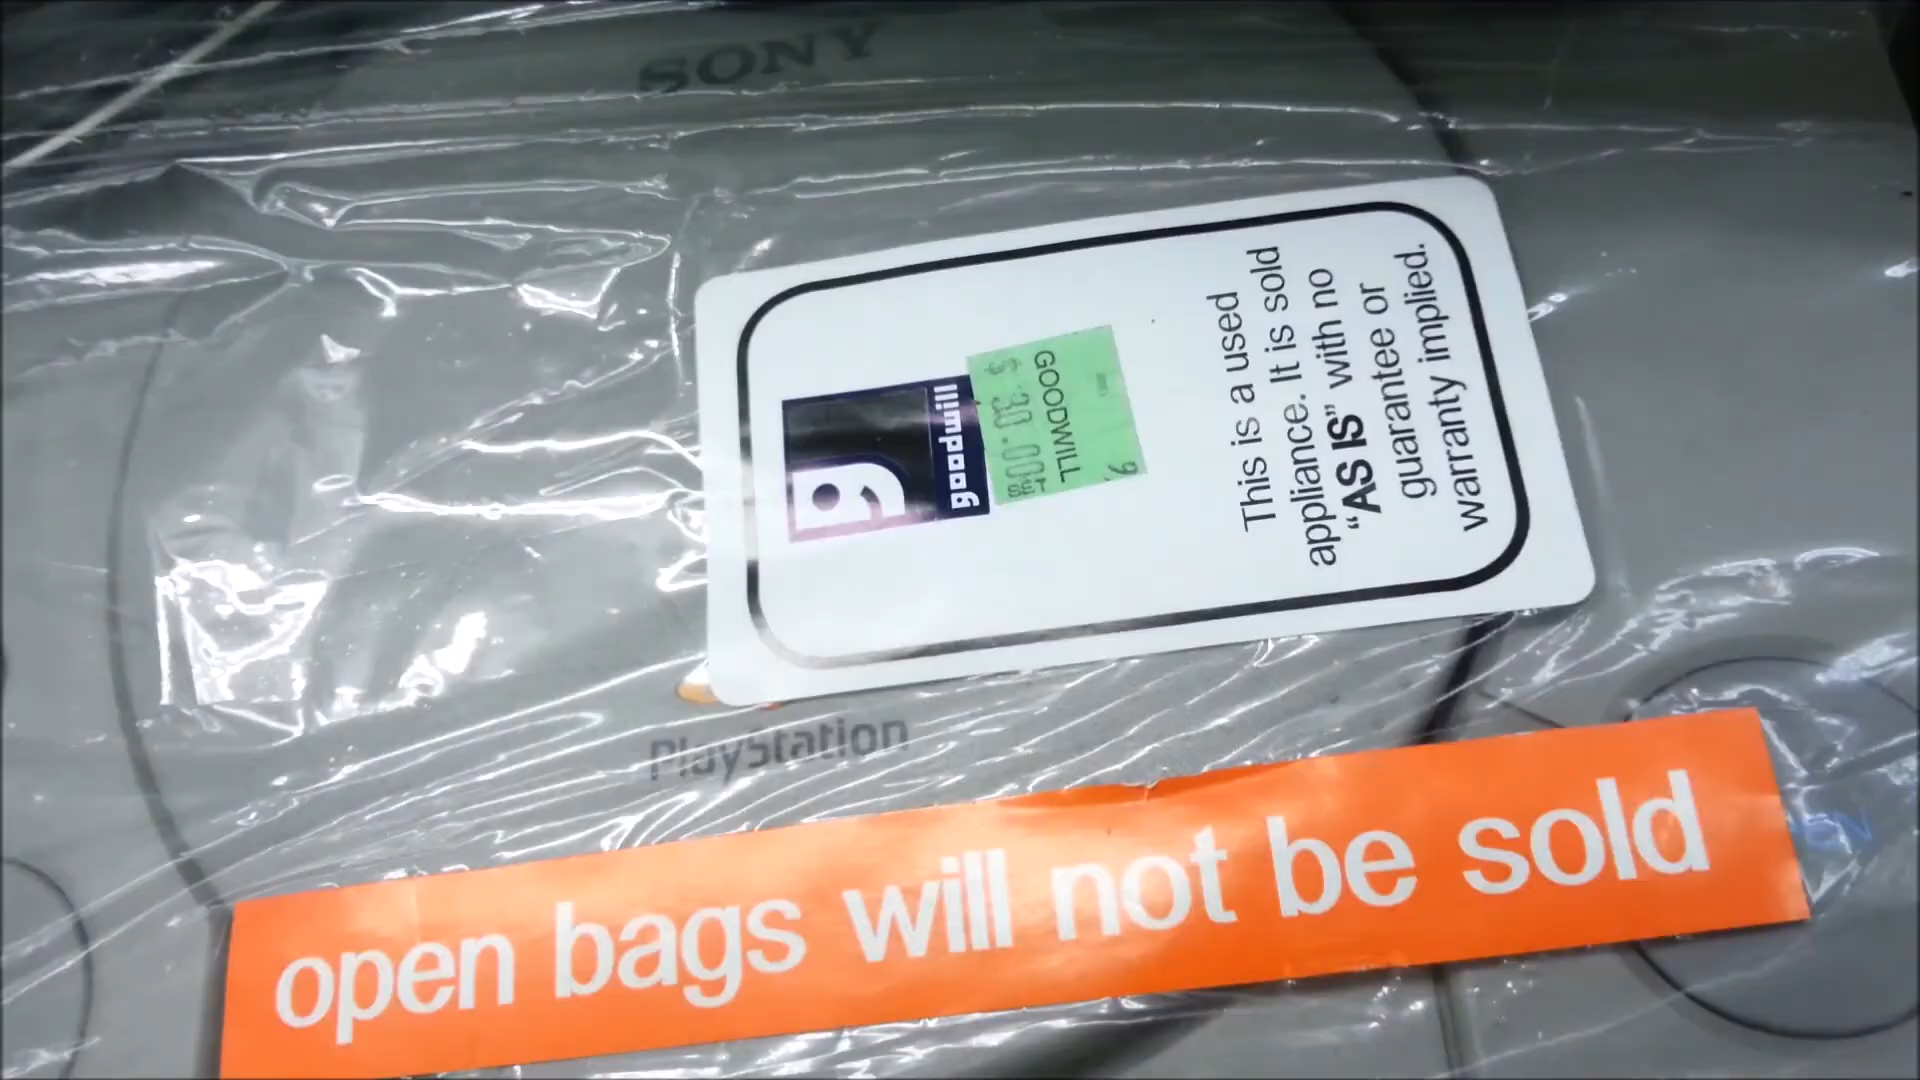 SONY
goodwill
GOODWILL
$ 30.00
This is a used
appliance. It is sold
“AS IS” with no
guarantee or
warranty implied.
PlayStation
open bags will not be sold